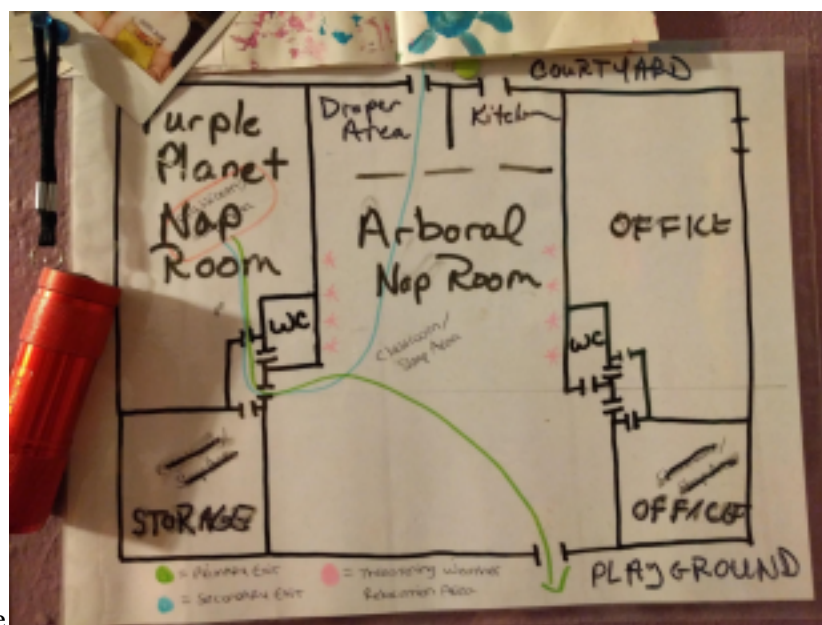 COURTYARD
Draper
Area
Kitchen
Purple
Planet
Nap
Room
Arboral
Nap Room
OFFICE
WC
WC
Classroom/
Sleep Area
STORAGE
OFFICE
PLAYGROUND
= Primary Exit
= Secondary Exit
= Threatening Weather
Relocation Area